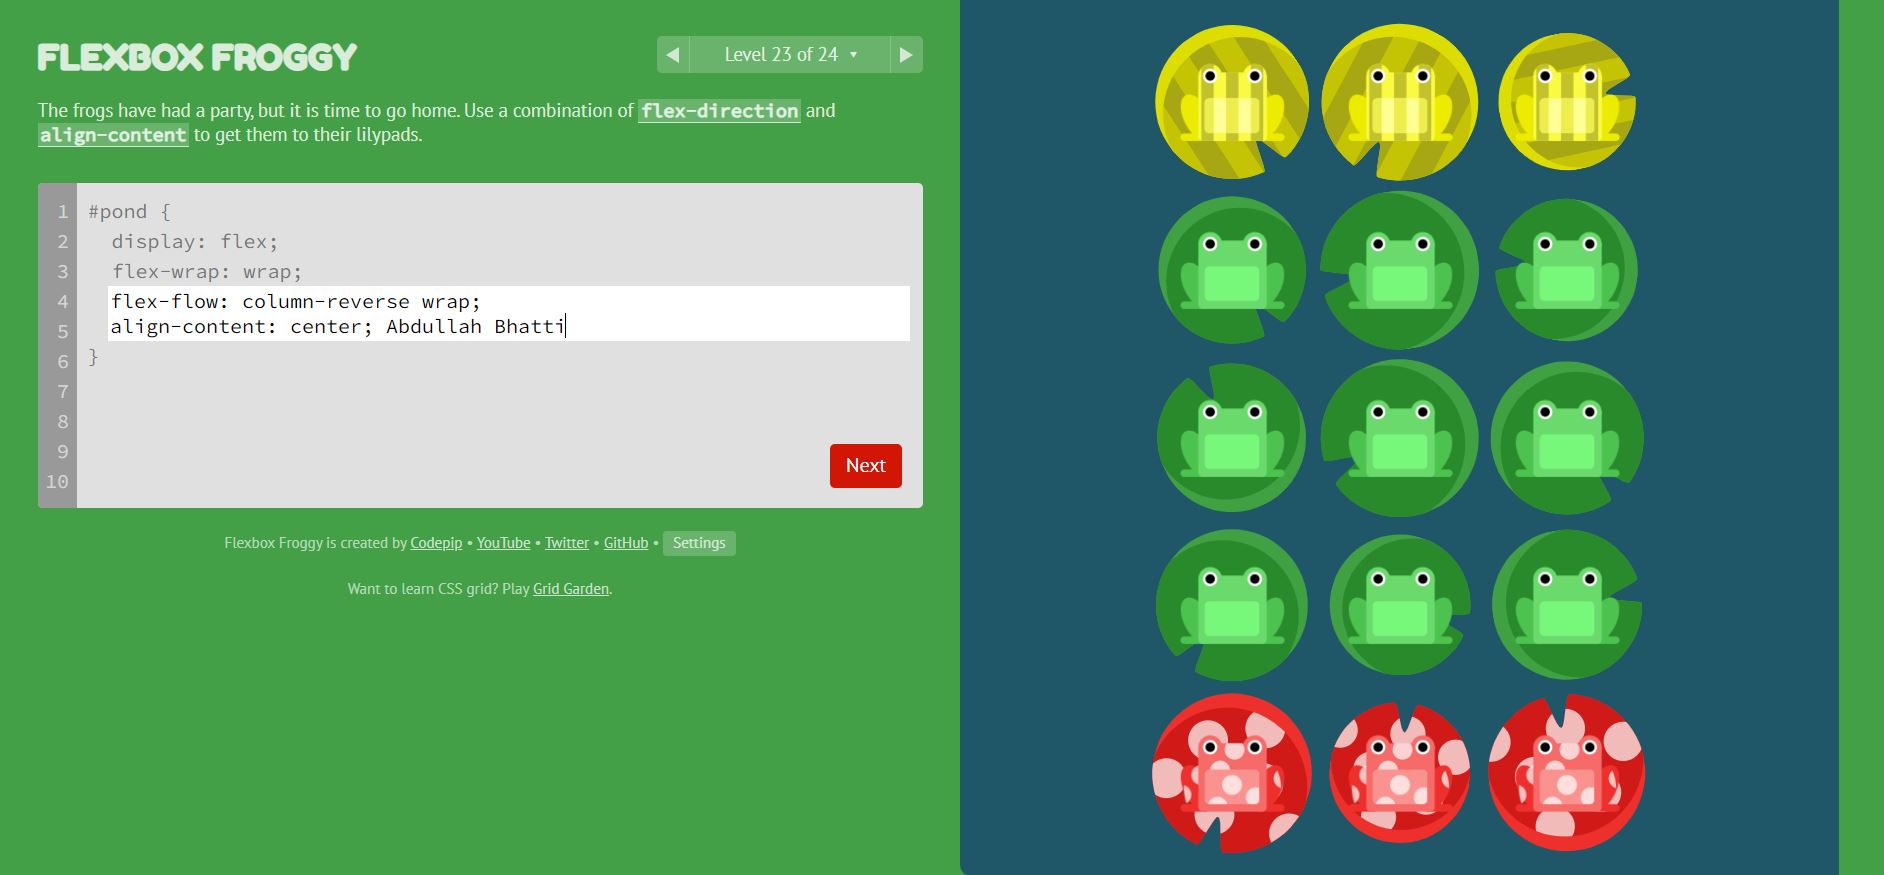 FLEXBOX FROGGY
◀ Level 23 of 24 ▼ ▶
The frogs have had a party, but it is time to go home. Use a combination of flex-direction and
align-content to get them to their lilypads.
1 #pond {
2 display: flex;
3 flex-wrap: wrap;
4 flex-flow: column-reverse wrap;
5 align-content: center; Abdullah Bhatti
6 }
7
8
9
10
Next
Flexbox Froggy is created by Codepip • YouTube • Twitter • GitHub • Settings
Want to learn CSS grid? Play Grid Garden.